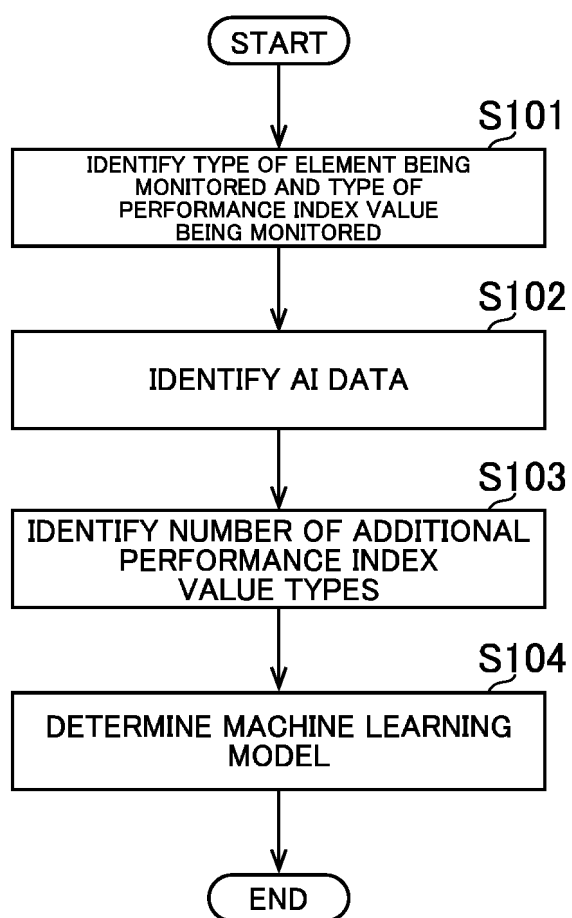 START
S101
IDENTIFY TYPE OF ELEMENT BEING
MONITORED AND TYPE OF
PERFORMANCE INDEX VALUE
BEING MONITORED
S102
IDENTIFY AI DATA
S103
IDENTIFY NUMBER OF ADDITIONAL
PERFORMANCE INDEX
VALUE TYPES
S104
DETERMINE MACHINE LEARNING
MODEL
END